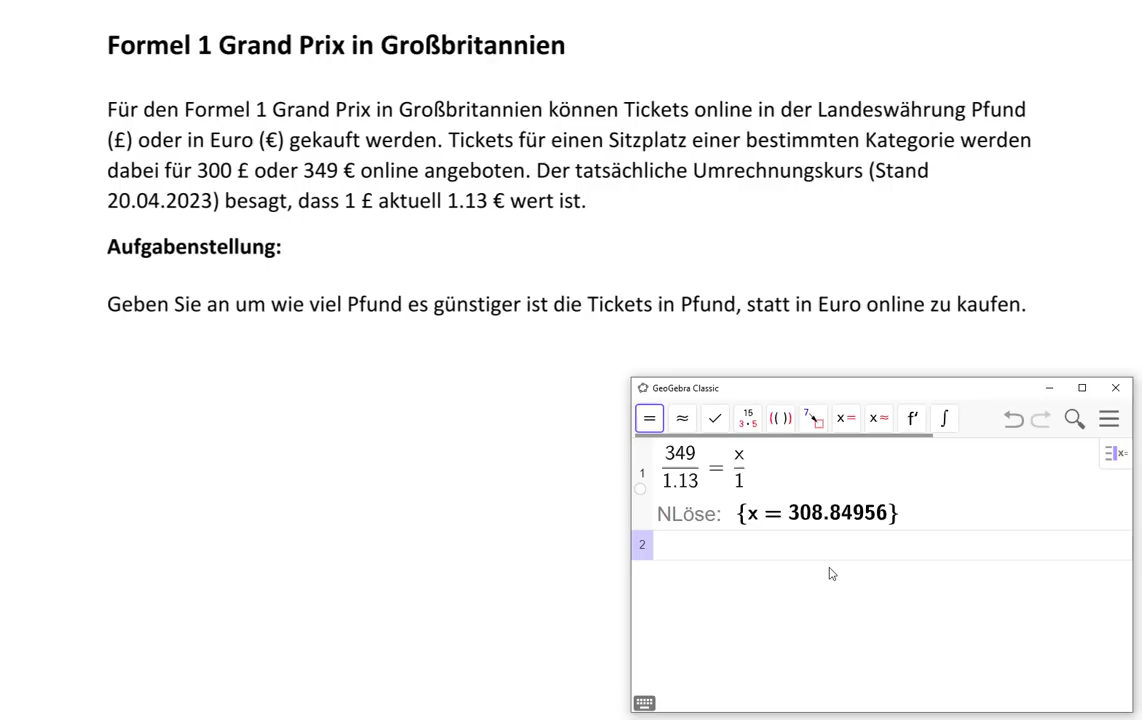 Formel 1 Grand Prix in Großbritannien
Für den Formel 1 Grand Prix in Großbritannien können Tickets online in der Landeswährung Pfund
(£) oder in Euro (€) gekauft werden. Tickets für einen Sitzplatz einer bestimmten Kategorie werden
dabei für 300 £ oder 349 € online angeboten. Der tatsächliche Umrechnungskurs (Stand
20.04.2023) besagt, dass 1 £ aktuell 1.13 € wert ist.
Aufgabenstellung:
Geben Sie an um wie viel Pfund es günstiger ist die Tickets in Pfund, statt in Euro online zu kaufen.
GeoGebra Classic
= ≈ ✓ 15 3•5 (( )) 7 x= x≈ f′ ∫
x=
1
349/1.13 = x/1
NLöse: {x = 308.84956}
2